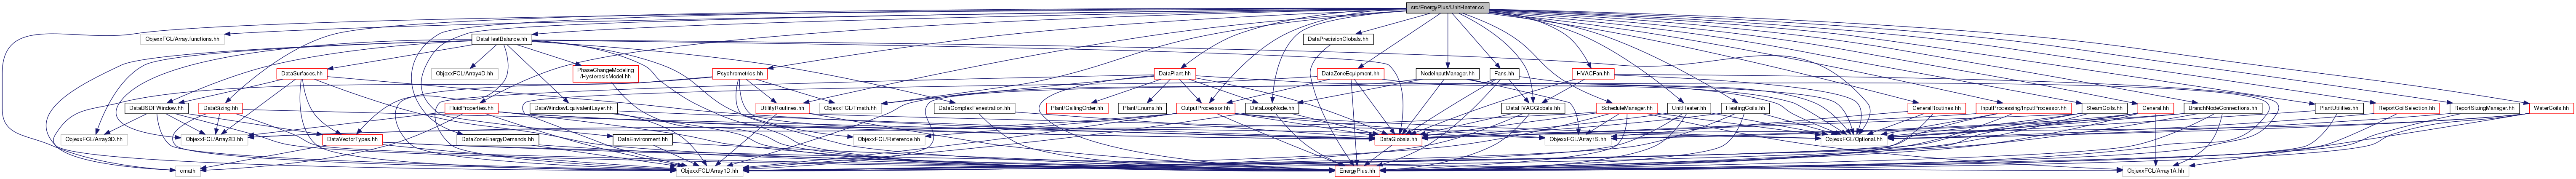 src/EnergyPlus/UnitHeater.cc
ObjexxFCL/Array.functions.hh
DataHeatBalance.hh
DataPrecisionGlobals.hh
DataSurfaces.hh
ObjexxFCL/Array4D.hh
PhaseChangeModeling
/HysteresisModel.hh
Psychrometrics.hh
DataPlant.hh
DataZoneEquipment.hh
NodeInputManager.hh
Fans.hh
HVACFan.hh
DataBSDFWindow.hh
DataSizing.hh
FluidProperties.hh
DataWindowEquivalentLayer.hh
UtilityRoutines.hh
ObjexxFCL/Fmath.hh
DataComplexFenestration.hh
Plant/CallingOrder.hh
Plant/Enums.hh
OutputProcessor.hh
DataLoopNode.hh
DataHVACGlobals.hh
ScheduleManager.hh
UnitHeater.hh
HeatingCoils.hh
GeneralRoutines.hh
InputProcessing/InputProcessor.hh
SteamCoils.hh
General.hh
BranchNodeConnections.hh
PlantUtilities.hh
ReportCoilSelection.hh
ReportSizingManager.hh
WaterCoils.hh
ObjexxFCL/Array3D.hh
ObjexxFCL/Array2D.hh
DataVectorTypes.hh
DataZoneEnergyDemands.hh
DataEnvironment.hh
ObjexxFCL/Reference.hh
DataGlobals.hh
ObjexxFCL/Array1S.hh
ObjexxFCL/Optional.hh
cmath
ObjexxFCL/Array1D.hh
EnergyPlus.hh
ObjexxFCL/Array1A.hh